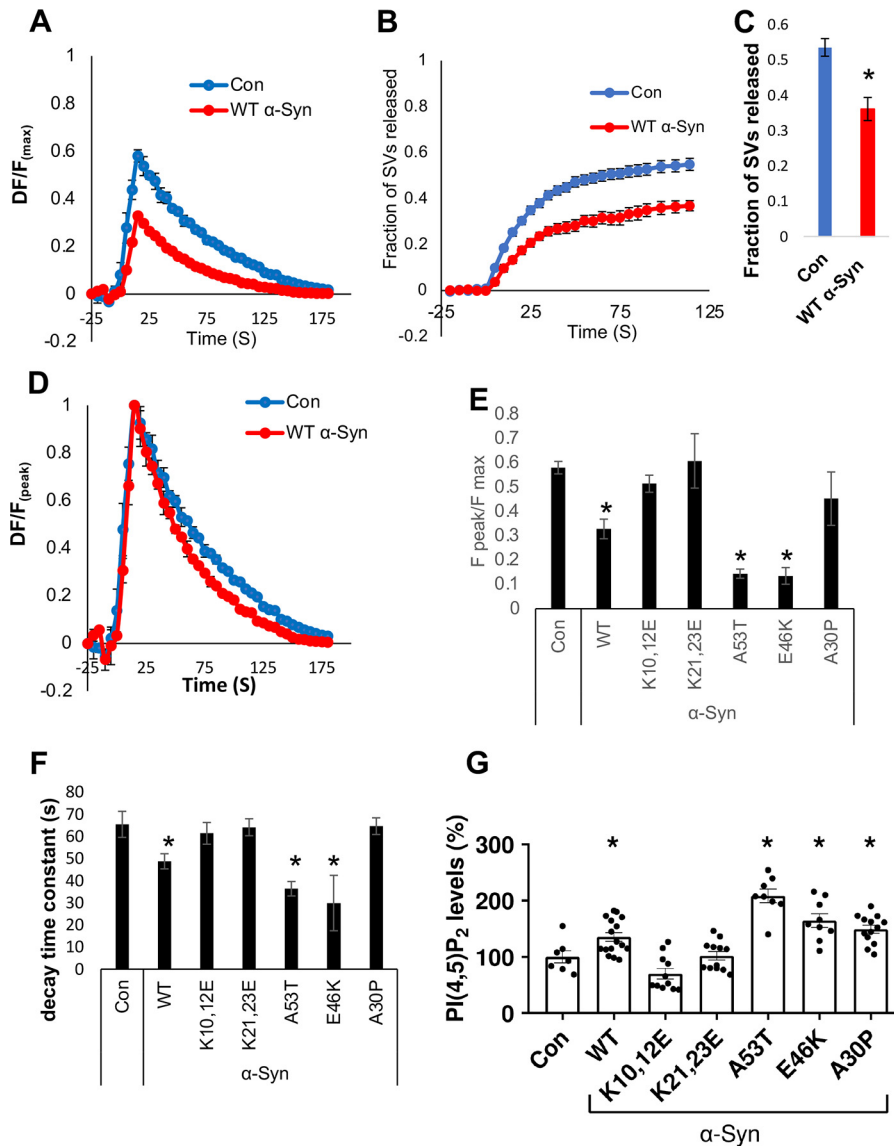 A
DF/F(max)
1
0.8
0.6
0.4
0.2
0
-0.2
-25 25 75 125 175
Time (S)
Con
WT α-Syn
B
Fraction of SVs released
1
0.8
0.6
0.4
0.2
0
-0.2
-25 25 75 125
Time (S)
Con
WT α-Syn
C
Fraction of SVs released
0.6
0.5
0.4
0.3
0.2
0.1
0
*
Con
WT α-Syn
D
DF/F(peak)
1
0.8
0.6
0.4
0.2
0
-0.2
-25 25 75 125 175
Time (S)
Con
WT α-Syn
E
F peak/F max
0.8
0.7
0.6
0.5
0.4
0.3
0.2
0.1
0
* * *
Con
WT
K10,12E
K21,23E
A53T
E46K
A30P
α-Syn
F
decay time constant (s)
80
70
60
50
40
30
20
10
0
* * *
Con
WT
K10,12E
K21,23E
A53T
E46K
A30P
α-Syn
G
PI(4,5)P2 levels (%)
300
200
100
0
* * * *
Con
WT
K10,12E
K21,23E
A53T
E46K
A30P
α-Syn